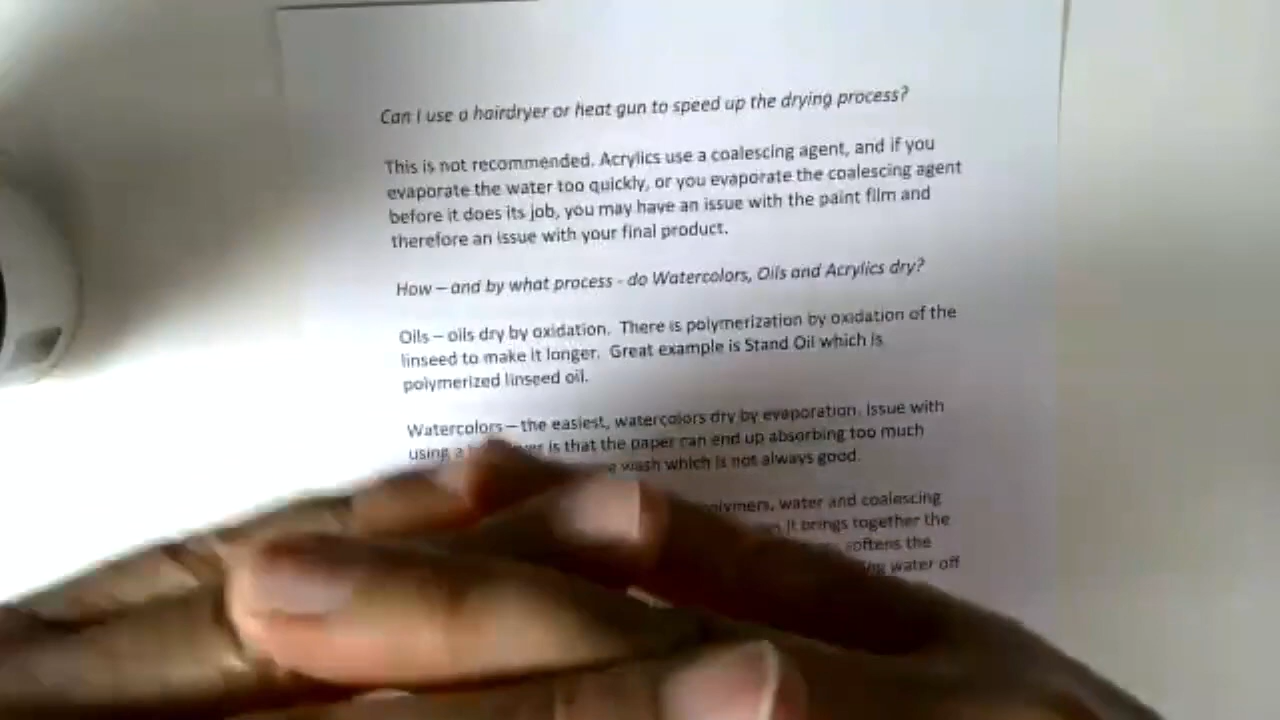 Can I use a hairdryer or heat gun to speed up the drying process?
This is not recommended. Acrylics use a coalescing agent, and if you
evaporate the water too quickly, or you evaporate the coalescing agent
before it does its job, you may have an issue with the paint film and
therefore an issue with your final product.
How – and by what process - do Watercolors, Oils and Acrylics dry?
Oils – oils dry by oxidation. There is polymerization by oxidation of the
linseed to make it longer. Great example is Stand Oil which is
polymerized linseed oil.
Watercolors – the easiest, watercolors dry by evaporation. Issue with
using a is that the paper can end up absorbing too much
wash which is not always good.
polymers, water and coalescing
It brings together the
softens the
water off